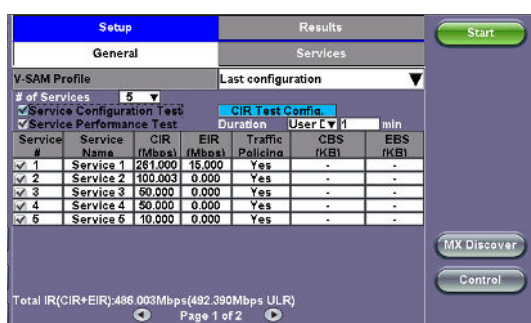 Setup Results
Start
General Services
V-SAM Profile Last configuration
# of Services 5
Service Configuration Test CIR Test Config.
Service Performance Test Duration User D 1 min
Service # Service Name CIR (Mbps) EIR (Mbps) Traffic Policing CBS (KB) EBS (KB)
1 Service 1 261.000 15.000 Yes - -
2 Service 2 100.003 0.000 Yes - -
3 Service 3 50.000 0.000 Yes - -
4 Service 4 50.000 0.000 Yes - -
5 Service 5 10.000 0.000 Yes - -
MX Discover
Control
Total IR(CIR+EIR):486.003Mbps(492.390Mbps ULR)
Page 1 of 2